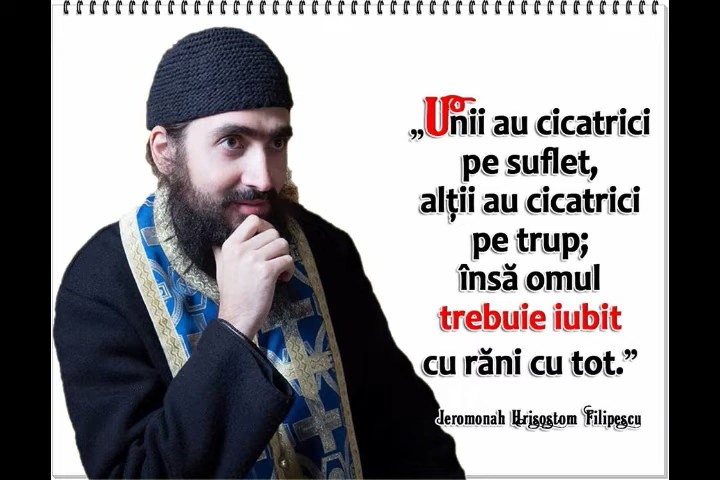 „Unii au cicatrici
pe suflet,
alții au cicatrici
pe trup;
însă omul
trebuie iubit
cu răni cu tot.”
Ieromonah Hrisostom Filipescu